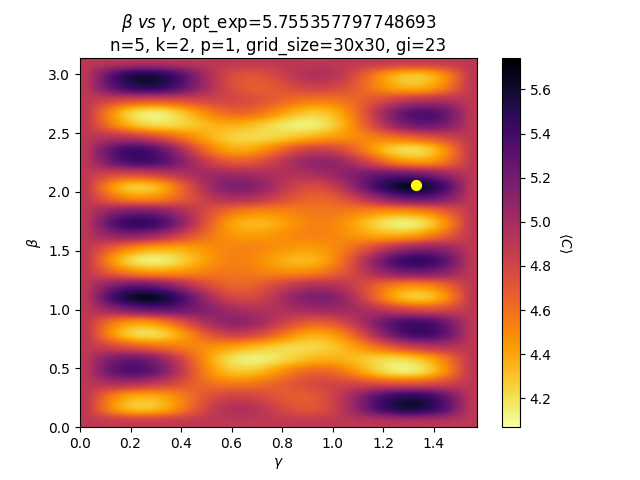 β vs γ, opt_exp=5.755357797748693
n=5, k=2, p=1, grid_size=30x30, gi=23
3.0
2.5
2.0
1.5
1.0
0.5
0.0
β
0.0 0.2 0.4 0.6 0.8 1.0 1.2 1.4
γ
5.6
5.4
5.2
5.0
4.8
4.6
4.4
4.2
⟨C⟩